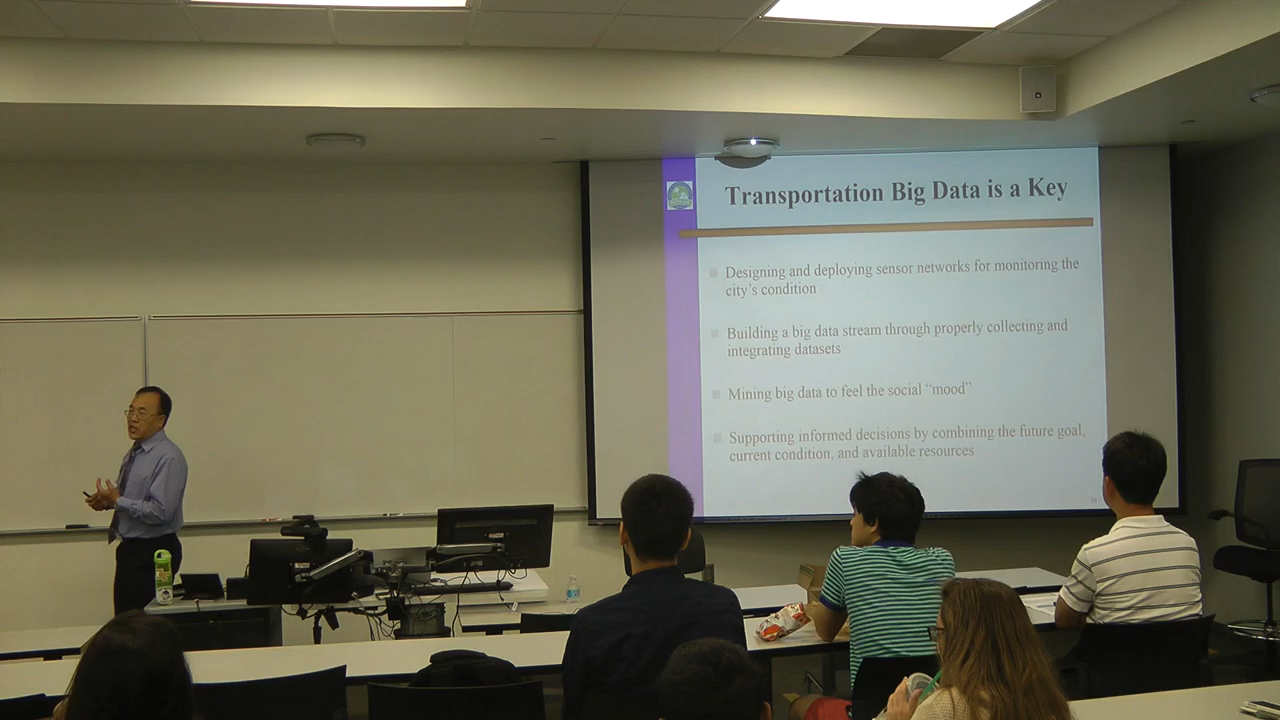 Transportation Big Data is a Key
Designing and deploying sensor networks for monitoring the
city's condition
Building a big data stream through properly collecting and
integrating datasets
Mining big data to feel the social “mood”
Supporting informed decisions by combining the future goal,
current condition, and available resources